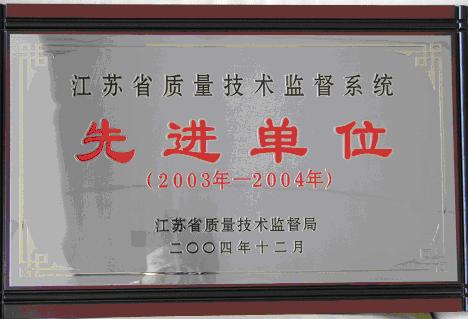 江苏省质量技术监督系统
先进单位
(2003年—2004年)
江苏省质量技术监督局
二〇〇四年十二月